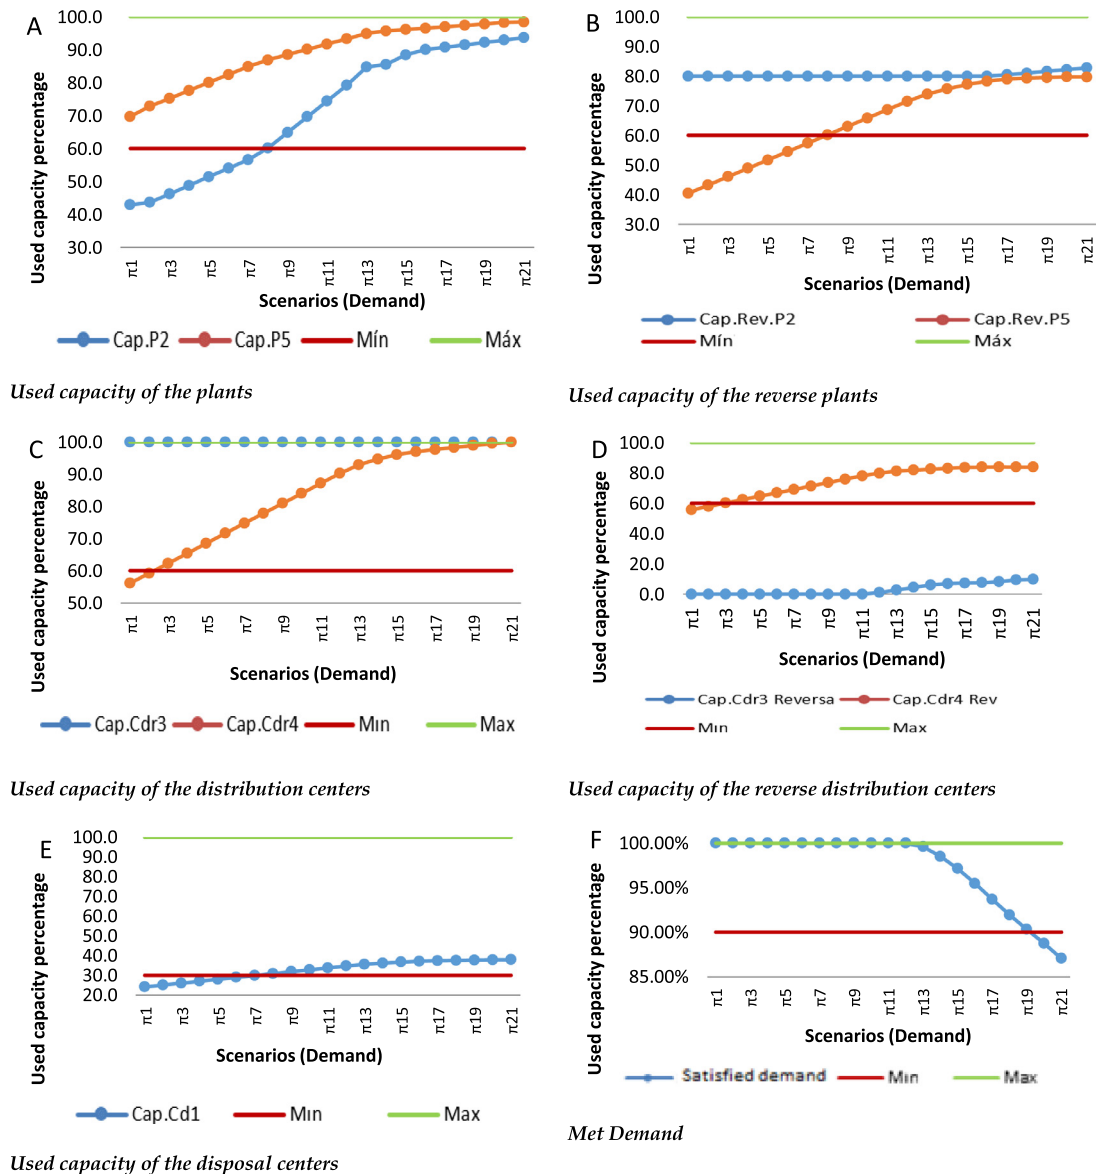 A
100.0
90.0
80.0
70.0
60.0
50.0
40.0
30.0
Used capacity percentage
π1 π3 π5 π7 π9 π11 π13 π15 π17 π19 π21
Scenarios (Demand)
Cap.P2 Cap.P5 Mín Máx
Used capacity of the plants
B
100.0
90.0
80.0
70.0
60.0
50.0
40.0
30.0
Used capacity percentage
π1 π3 π5 π7 π9 π11 π13 π15 π17 π19 π21
Scenarios (Demand)
Cap.Rev.P2 Cap.Rev.P5
Mín Máx
Used capacity of the reverse plants
C
100.0
90.0
80.0
70.0
60.0
50.0
Used capacity percentage
π1 π3 π5 π7 π9 π11 π13 π15 π17 π19 π21
Scenarios (Demand)
Cap.Cdr3 Cap.Cdr4 Mın Max
Used capacity of the distribution centers
D
100.0
80.0
60.0
40.0
20.0
0.0
Used capacity percentage
π1 π3 π5 π7 π9 π11 π13 π15 π17 π19 π21
Scenarios (Demand)
Cap.Cdr3 Reversa Cap.Cdr4 Rev
Mın Max
Used capacity of the reverse distribution centers
E
100.0
90.0
80.0
70.0
60.0
50.0
40.0
30.0
20.0
Used capacity percentage
π1 π3 π5 π7 π9 π11 π13 π15 π17 π19 π21
Scenarios (Demand)
Cap.Cd1 Mın Max
Used capacity of the disposal centers
F
100.00%
95.00%
90.00%
85.00%
Used capacity percentage
π1 π3 π5 π7 π9 π11 π13 π15 π17 π19 π21
Scenarios (Demand)
Satisfied demand Mın Max
Met Demand